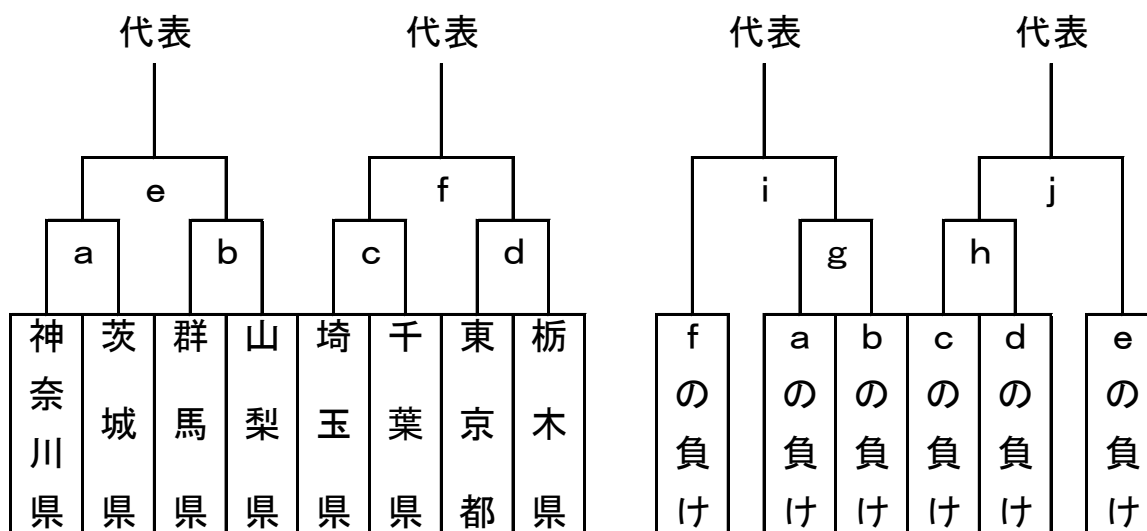 代表
代表
代表
代表
e
f
i
j
a
b
c
d
g
h
神奈川県
茨城県
群馬県
山梨県
埼玉県
千葉県
東京都
栃木県
fの負け
aの負け
bの負け
cの負け
dの負け
eの負け